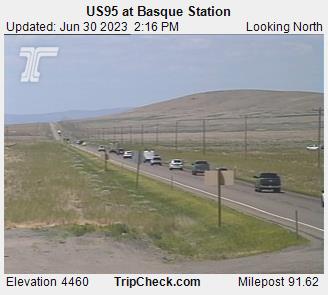 US95 at Basque Station
Updated: Jun 30 2023 2:16 PM Looking North
Elevation 4460 TripCheck.com Milepost 91.62